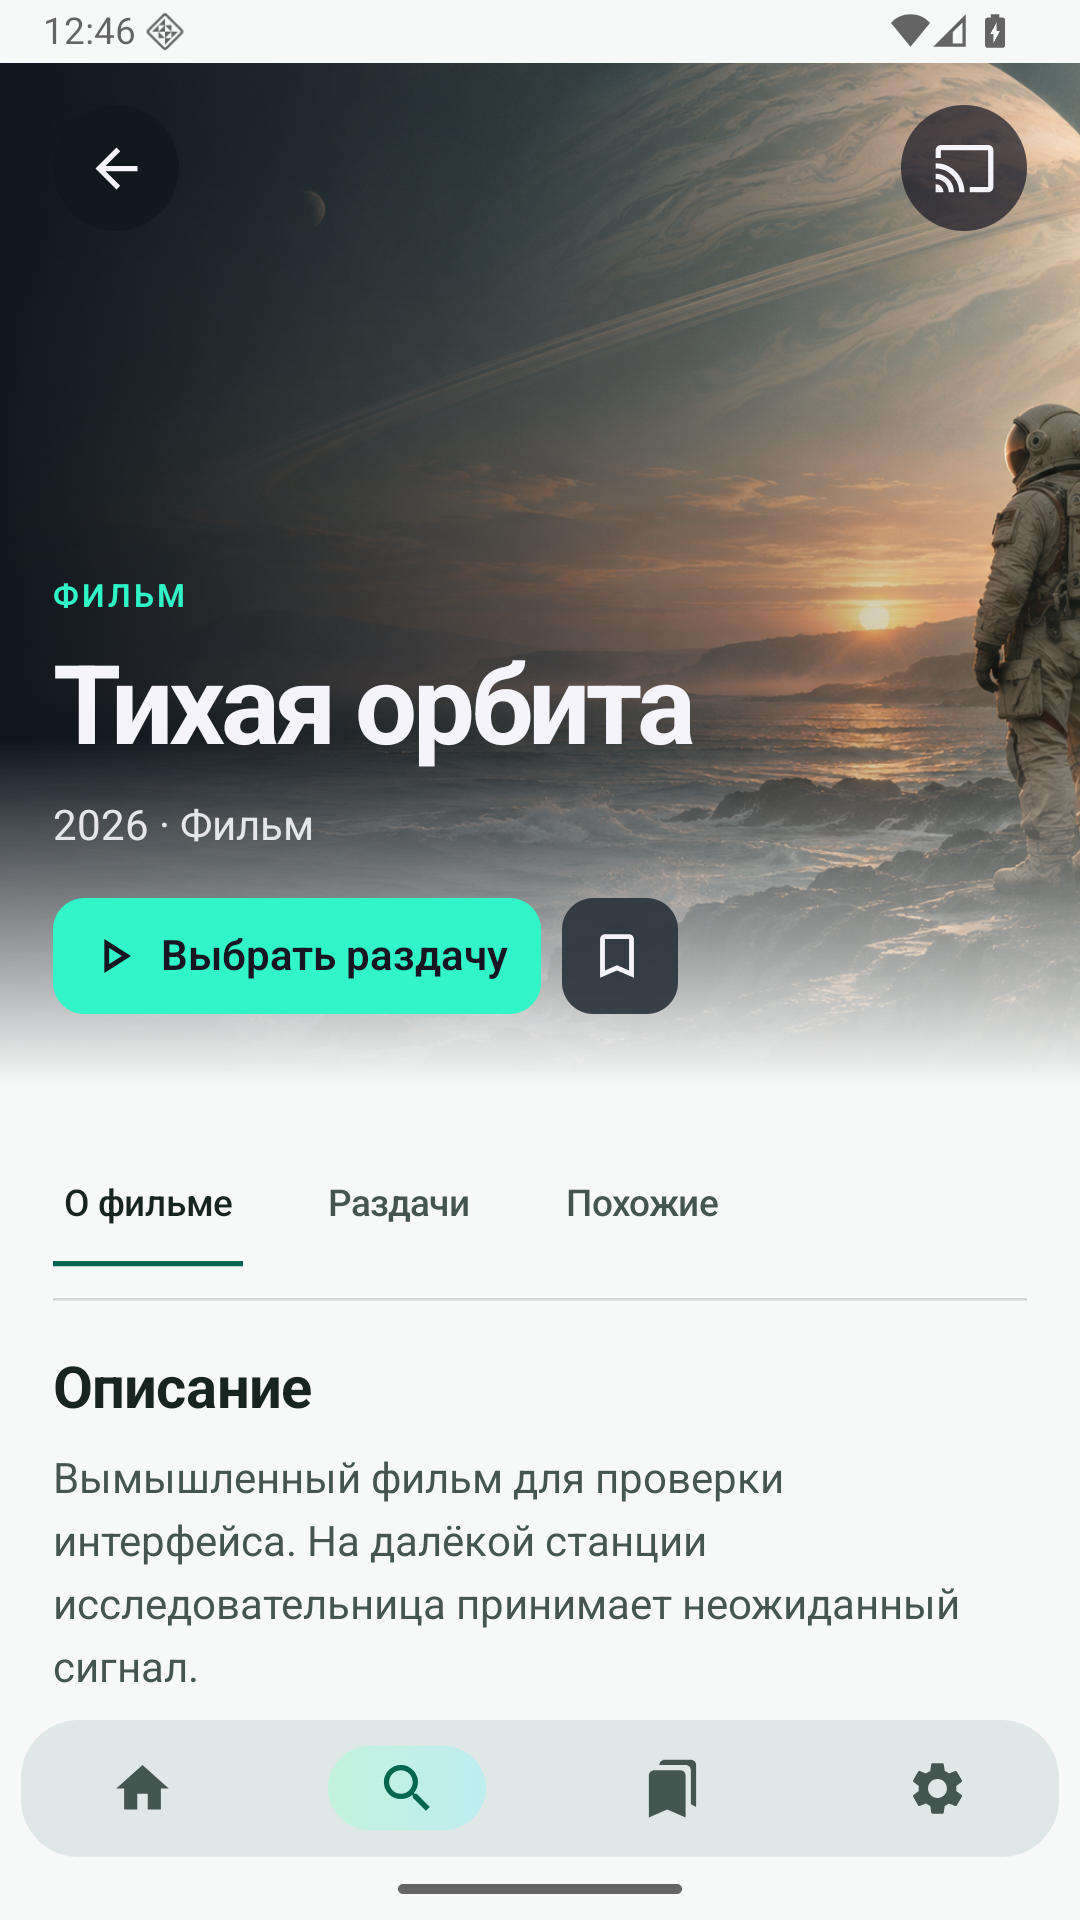 12:46
ФИЛЬМ
Тихая орбита
2026 · Фильм
Выбрать раздачу
О фильме
Раздачи
Похожие
Описание
Вымышленный фильм для проверки
интерфейса. На далёкой станции
исследовательница принимает неожиданный
сигнал.